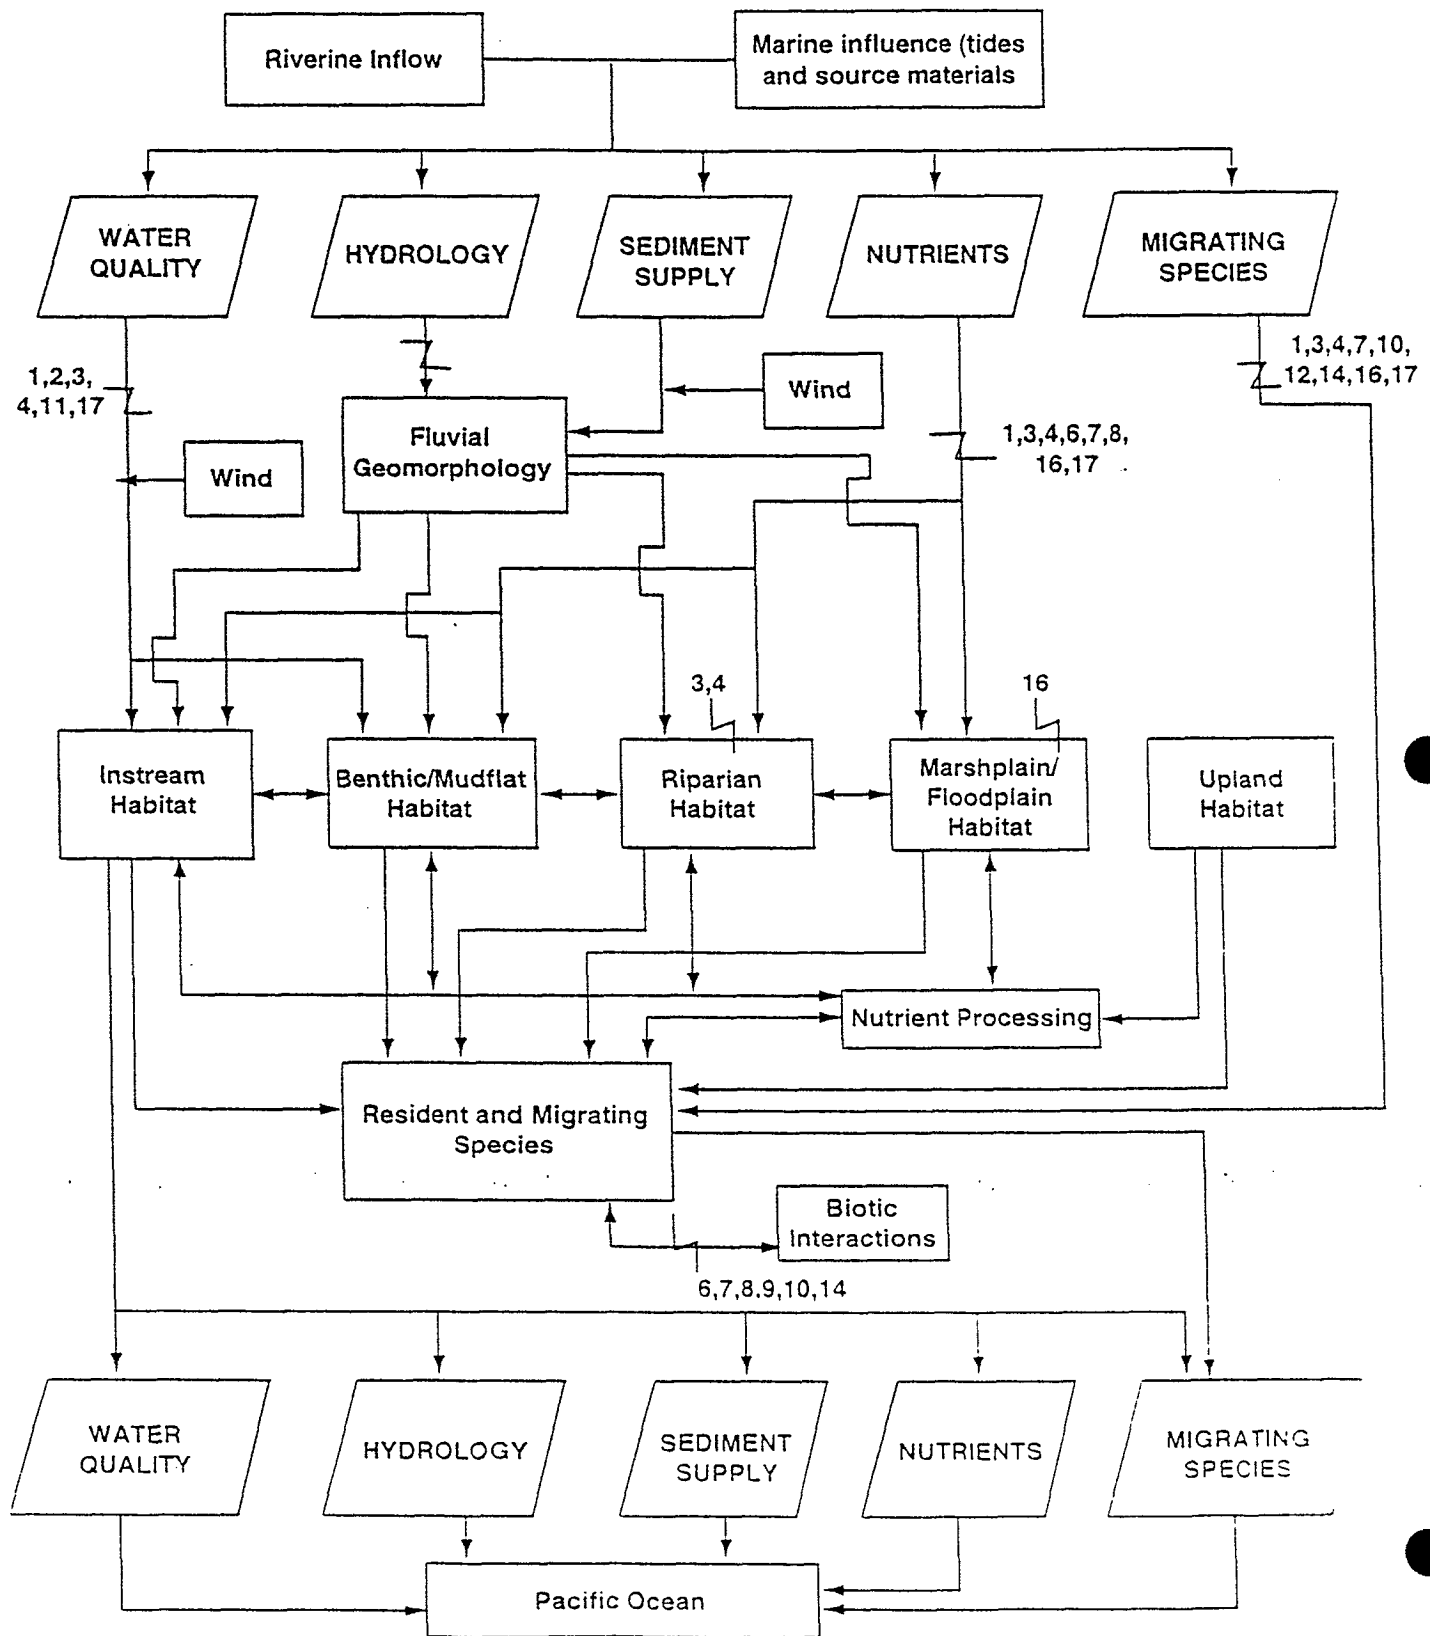 Riverine Inflow
Marine influence (tides
and source materials
WATER
QUALITY
HYDROLOGY
SEDIMENT
SUPPLY
NUTRIENTS
MIGRATING
SPECIES
1,2,3,
4,11,17
Wind
1,3,4,7,10,
12,14,16,17
Wind
Fluvial
Geomorphology
1,3,4,6,7,8,
16,17
3,4
16
Instream
Habitat
Benthic/Mudflat
Habitat
Riparian
Habitat
Marshplain/
Floodplain
Habitat
Upland
Habitat
Nutrient Processing
Resident and Migrating
Species
Biotic
Interactions
6,7,8.9,10,14
WATER
QUALITY
HYDROLOGY
SEDIMENT
SUPPLY
NUTRIENTS
MIGRATING
SPECIES
Pacific Ocean